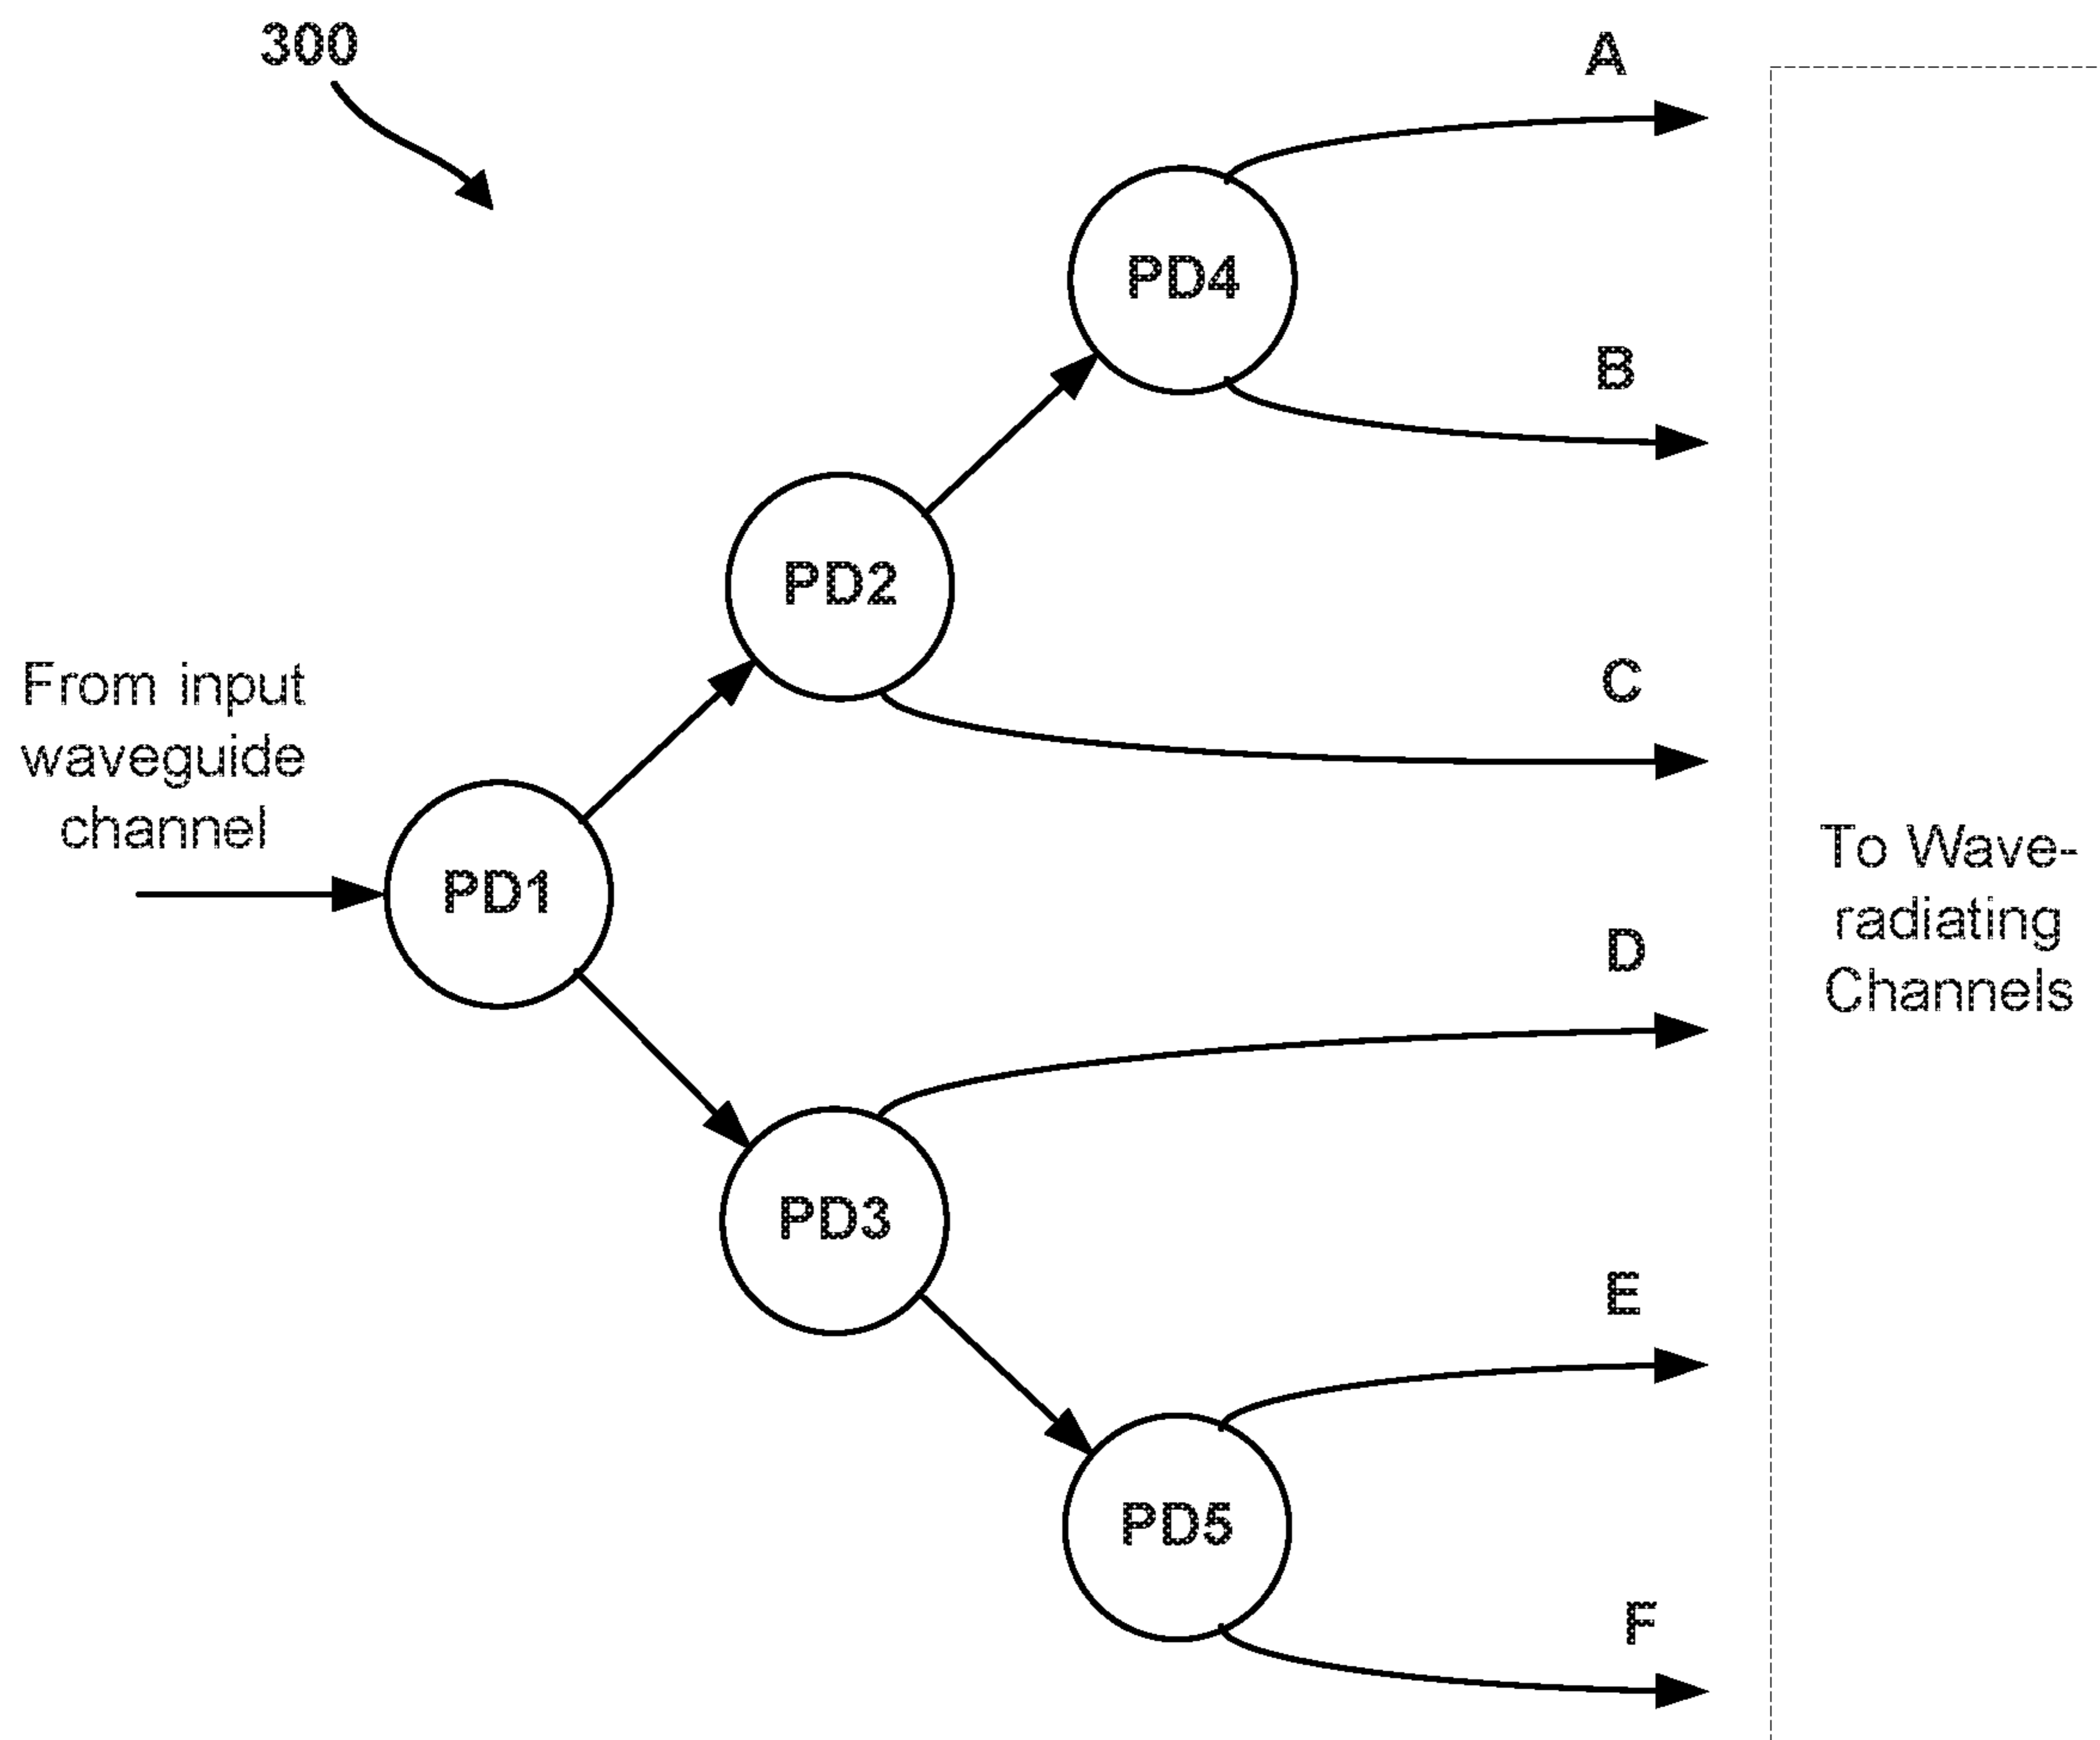 300
A
PD4
B
PD2
C
From input
waveguide
channel
PD1
To Wave-
radiating
Channels
D
PD3
E
PD5
F